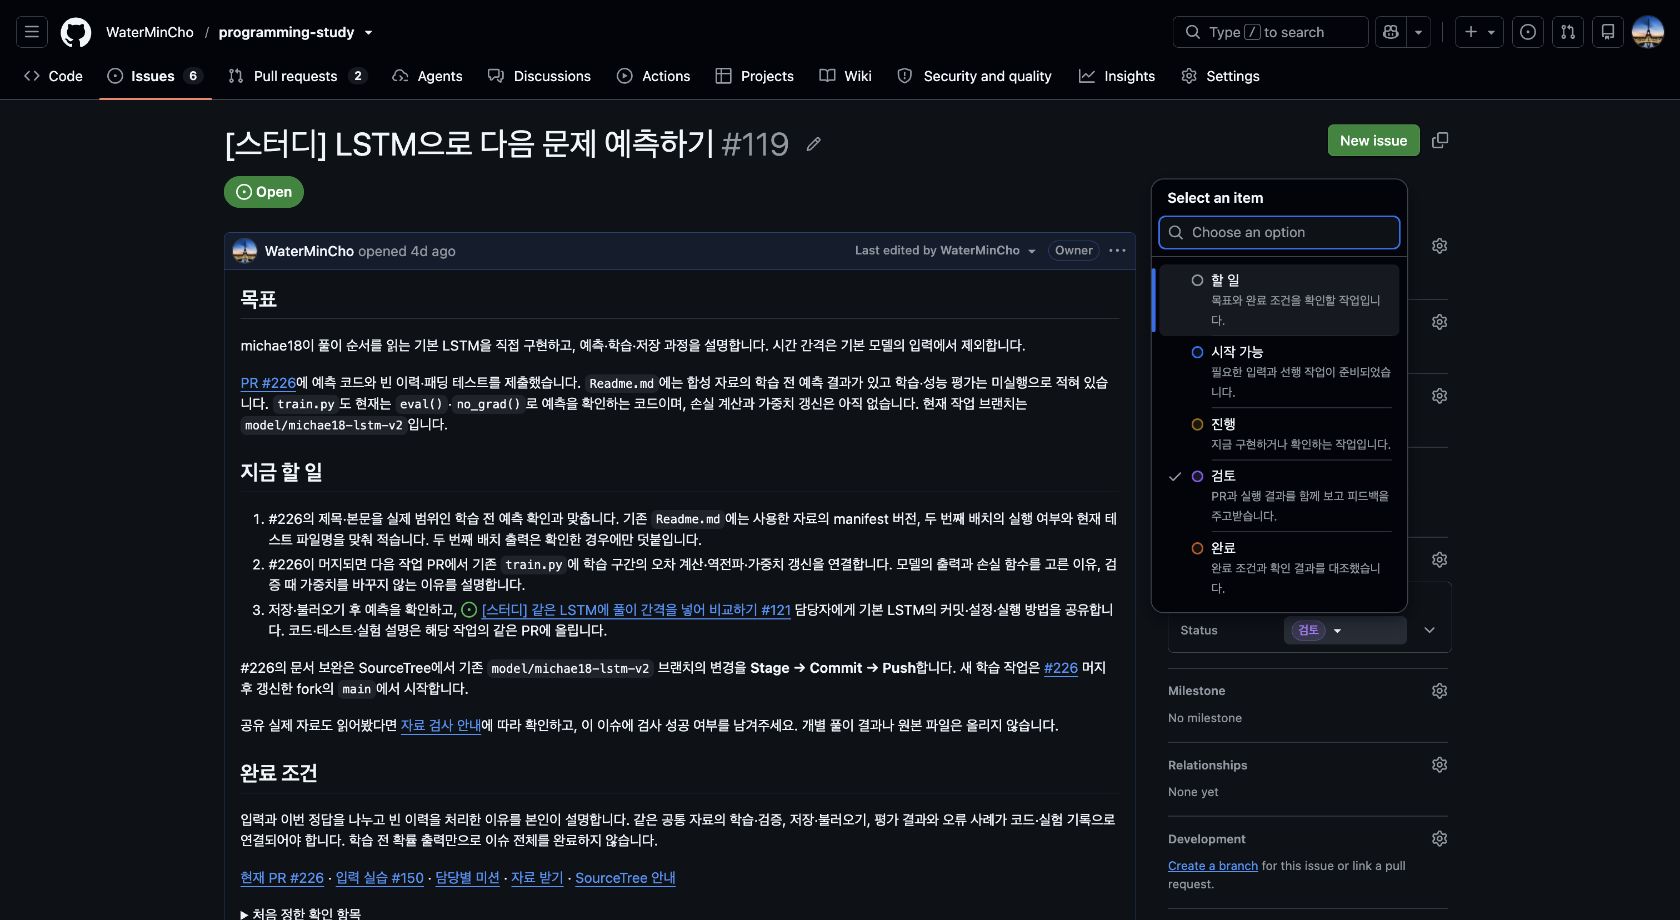 WaterMinCho / programming-study
Type / to search
Code
Issues 6
Pull requests 2
Agents
Discussions
Actions
Projects
Wiki
Security and quality
Insights
Settings
[스터디] LSTM으로 다음 문제 예측하기 #119
New issue
Open
WaterMinCho opened 4d ago
Last edited by WaterMinCho
Owner
목표
michae18이 풀이 순서를 읽는 기본 LSTM을 직접 구현하고, 예측·학습·저장 과정을 설명합니다. 시간 간격은 기본 모델의 입력에서 제외합니다.
PR #226에 예측 코드와 빈 이력·패딩 테스트를 제출했습니다. Readme.md에는 합성 자료의 학습 전 예측 결과가 있고 학습·성능 평가는 미실행으로 적혀 있습
니다. train.py도 현재는 eval()·no_grad()로 예측을 확인하는 코드이며, 손실 계산과 가중치 갱신은 아직 없습니다. 현재 작업 브랜치는
model/michae18-lstm-v2입니다.
지금 할 일
1. #226의 제목·본문을 실제 범위인 학습 전 예측 확인과 맞춥니다. 기존 Readme.md에는 사용한 자료의 manifest 버전, 두 번째 배치의 실행 여부와 현재 테
스트 파일명을 맞춰 적습니다. 두 번째 배치 출력은 확인한 경우에만 덧붙입니다.
2. #226이 머지되면 다음 작업 PR에서 기존 train.py에 학습 구간의 오차 계산·역전파·가중치 갱신을 연결합니다. 모델의 출력과 손실 함수를 고른 이유, 검
증 때 가중치를 바꾸지 않는 이유를 설명합니다.
3. 저장·불러오기 후 예측을 확인하고, [스터디] 같은 LSTM에 풀이 간격을 넣어 비교하기 #121 담당자에게 기본 LSTM의 커밋·설정·실행 방법을 공유합니
다. 코드·테스트·실험 설명은 해당 작업의 같은 PR에 올립니다.
#226의 문서 보완은 SourceTree에서 기존 model/michae18-lstm-v2 브랜치의 변경을 Stage → Commit → Push합니다. 새 학습 작업은 #226 머지
후 갱신한 fork의 main에서 시작합니다.
공유 실제 자료도 읽어봤다면 자료 검사 안내에 따라 확인하고, 이 이슈에 검사 성공 여부를 남겨주세요. 개별 풀이 결과나 원본 파일은 올리지 않습니다.
완료 조건
입력과 이번 정답을 나누고 빈 이력을 처리한 이유를 본인이 설명합니다. 같은 공통 자료의 학습·검증, 저장·불러오기, 평가 결과와 오류 사례가 코드·실험 기록으로
연결되어야 합니다. 학습 전 확률 출력만으로 이슈 전체를 완료하지 않습니다.
현재 PR #226 · 입력 실습 #150 · 담당별 미션 · 자료 받기 · SourceTree 안내
▶ 처음 정한 확인 항목
Select an item
Choose an option
할 일
목표와 완료 조건을 확인할 작업입니
다.
시작 가능
필요한 입력과 선행 작업이 준비되었습
니다.
진행
지금 구현하거나 확인하는 작업입니다.
검토
PR과 실행 결과를 함께 보고 피드백을
주고받습니다.
완료
완료 조건과 확인 결과를 대조했습니
다.
Status 검토
Milestone
No milestone
Relationships
None yet
Development
Create a branch for this issue or link a pull
request.